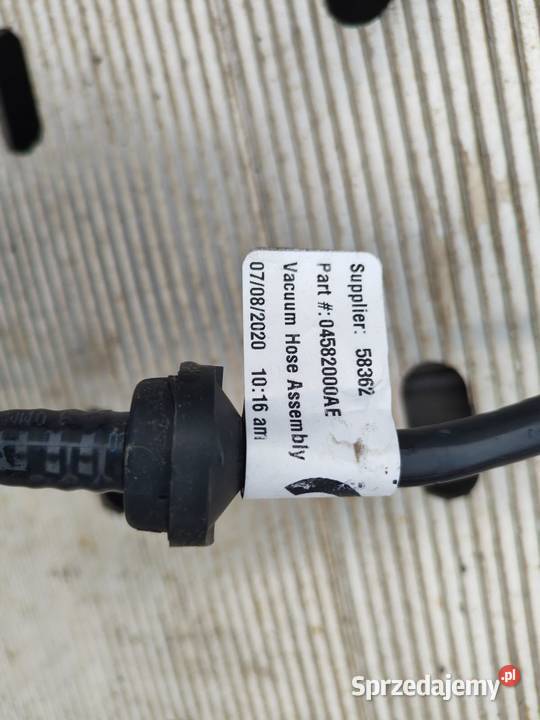 Supplier: 58362
Part #: 04582000AE
Vacuum Hose Assembly
07/08/2020 10:16 am
Sprzedajemy.pl